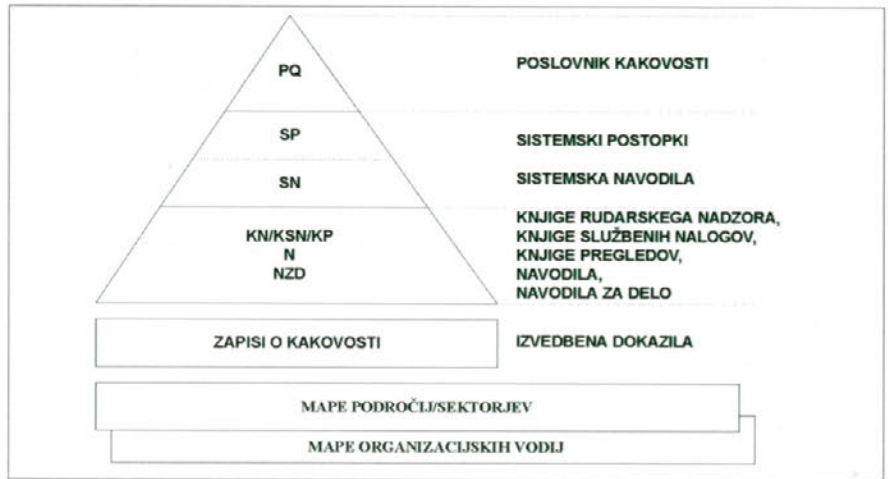 PQ
POSLOVNIK KAKOVOSTI
SP
SISTEMSKI POSTOPKI
SN
SISTEMSKA NAVODILA
KN/KSN/KP
N
NZD
KNJIGE RUDARSKEGA NADZORA,
KNJIGE SLUŽBENIH NALOGOV,
KNJIGE PREGLEDOV,
NAVODILA,
NAVODILA ZA DELO
ZAPISI O KAKOVOSTI
IZVEDBENA DOKAZILA
MAPE PODROČIJ/SEKTORJEV
MAPE ORGANIZACIJSKIH VODIJ